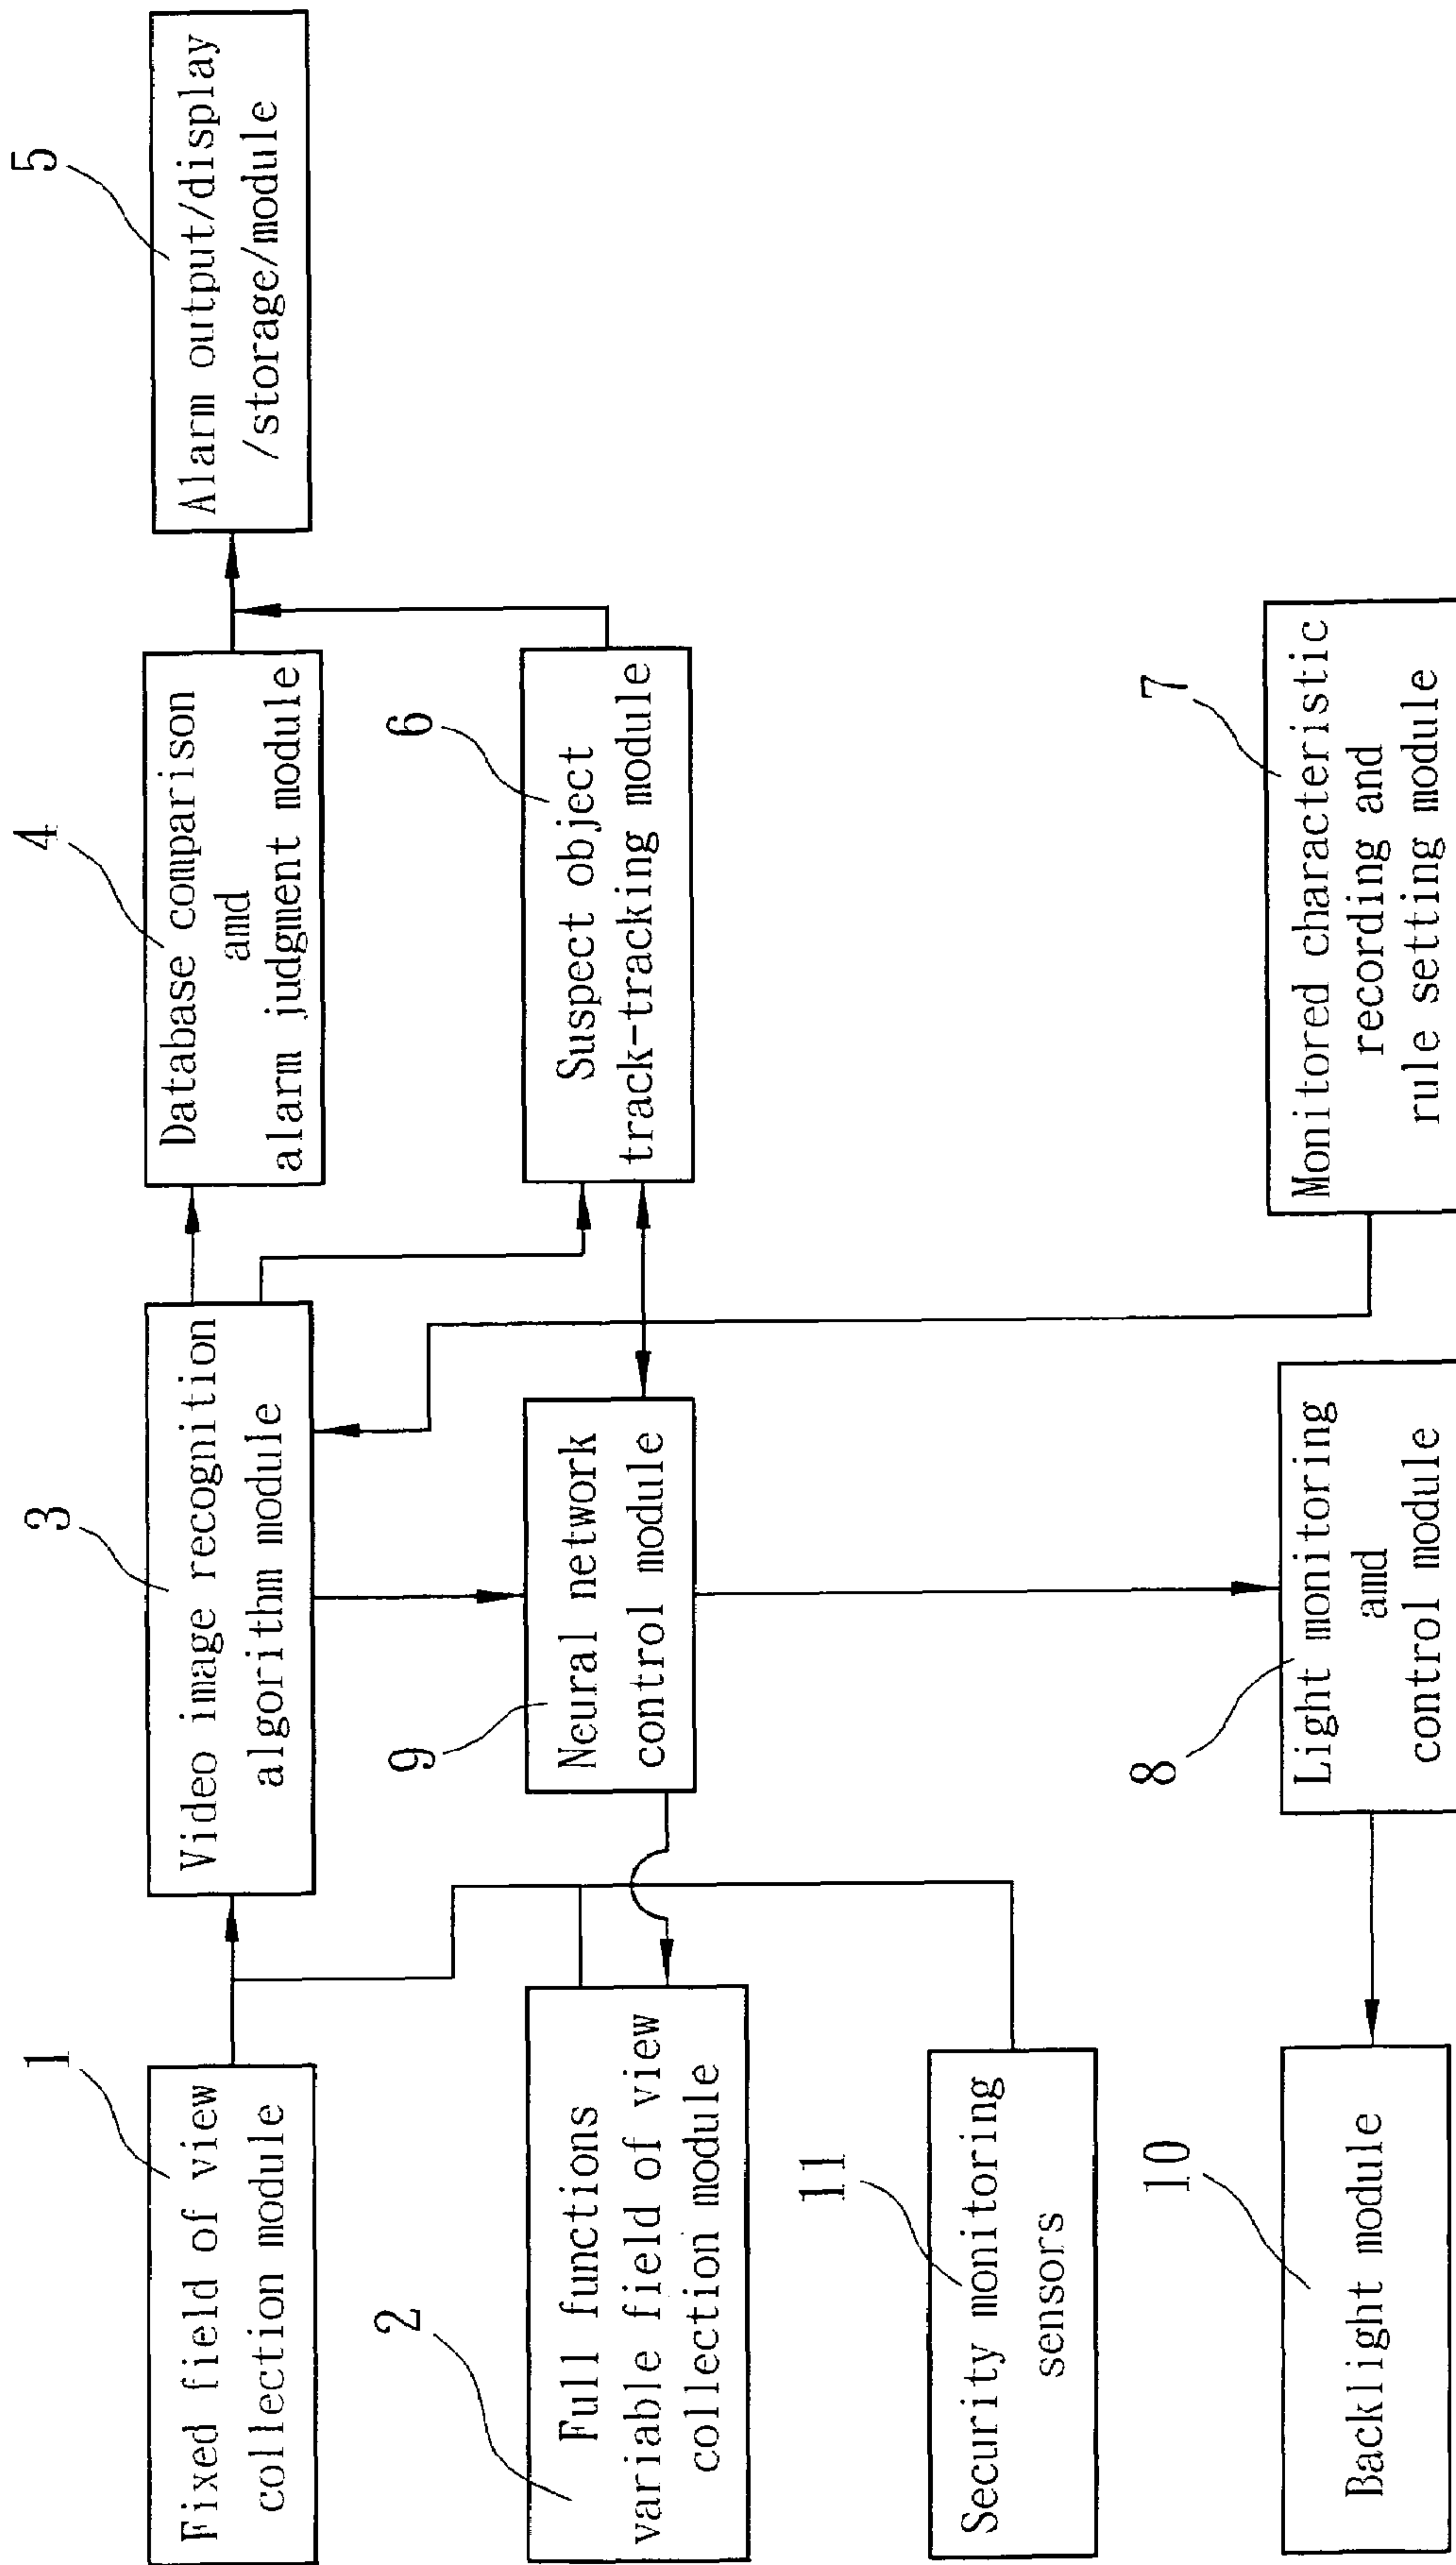 1
Fixed field of view
collection module
3
Video image recognition
algorithm module
4
Database comparison
amd
alarm judgment module
5
Alarm output/display
/storage/module
2
Full functions
variable field of view
collection module
9
Neural network
control module
6
Suspect object
track-tracking module
11
Security monitoring
sensors
10
Backlight module
8
Light monitoring
amd
control module
7
Monitored characteristic
recording and
rule setting module